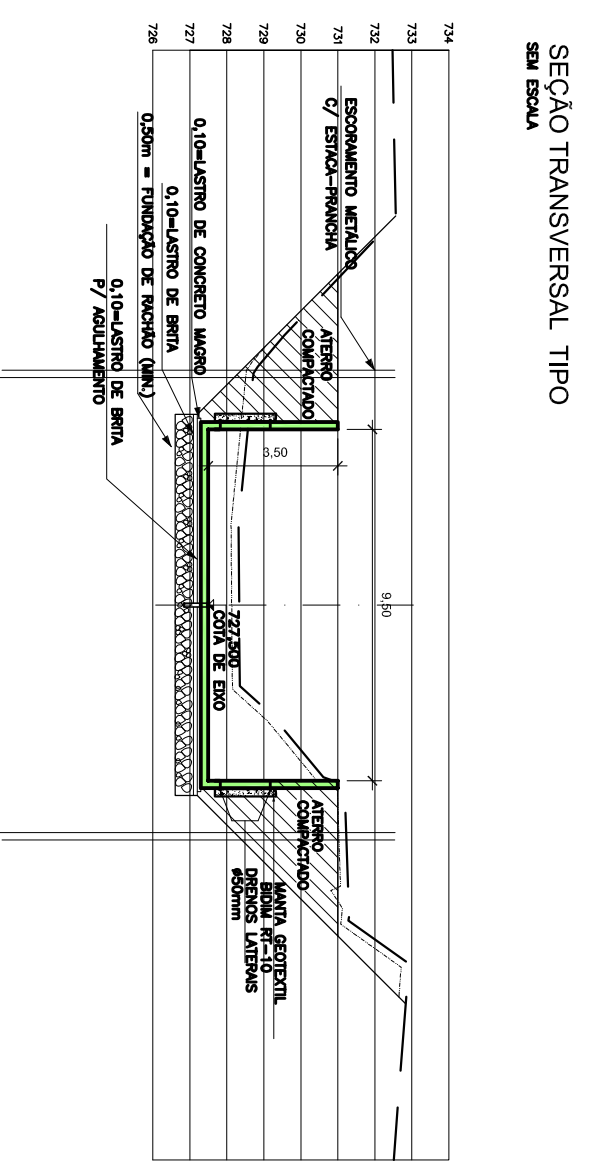 SEÇÃO TRANSVERSAL TIPO
SEM ESCALA
734
733
732
731
730
729
728
727
726
ESCORAMENTO METÁLICO
C/ ESTACA-PRANCHA
ATERRO
COMPACTADO
0,10=LASTRO DE CONCRETO MAGRO
0,10=LASTRO DE BRITA
0,50m = FUNDAÇÃO DE RACHÃO (MIN.)
0,10=LASTRO DE BRITA
P/ AGULHAMENTO
3,50
9,50
727,500
COTA DE EIXO
ATERRO
COMPACTADO
MANTA GEOTEXTIL
BIDIM RT-10
DRENOS LATERAIS
ø50mm